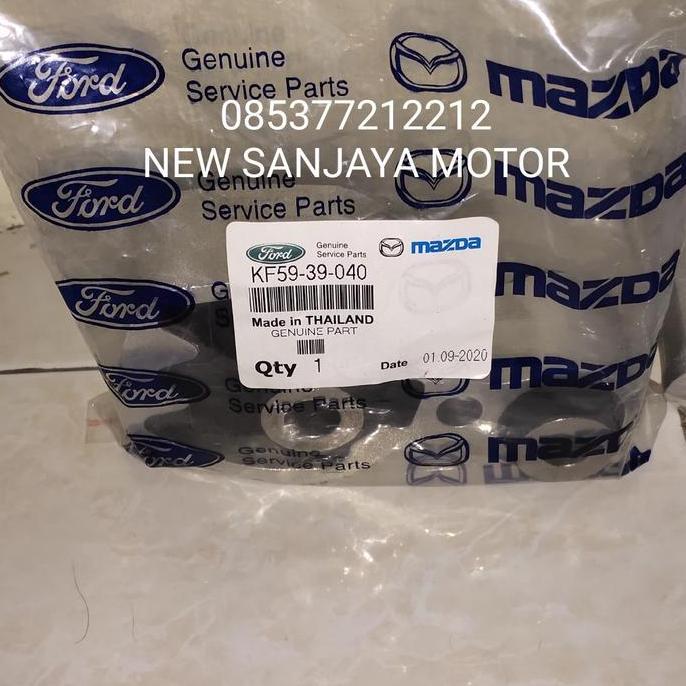 Ford Genuine Service Parts mazda
085377212212
NEW SANJAYA MOTOR
Ford Genuine Service Parts mazda
Ford Genuine Service Parts mazda
KF59-39-040
Made in THAILAND
GENUINE PART
Qty 1 Date 01.09-2020
Ford mazda
Ford Service Parts mazda
Ford Genuine Service Parts mazda